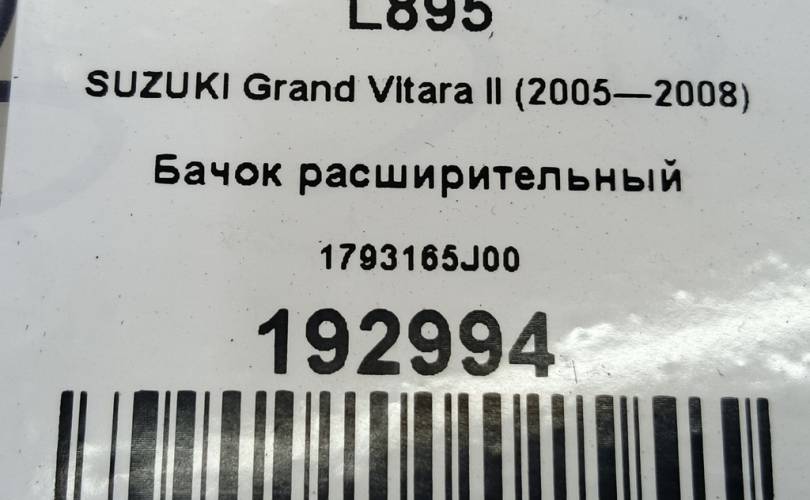 L895
SUZUKI Grand Vitara II (2005—2008)
Бачок расширительный
1793165J00
192994